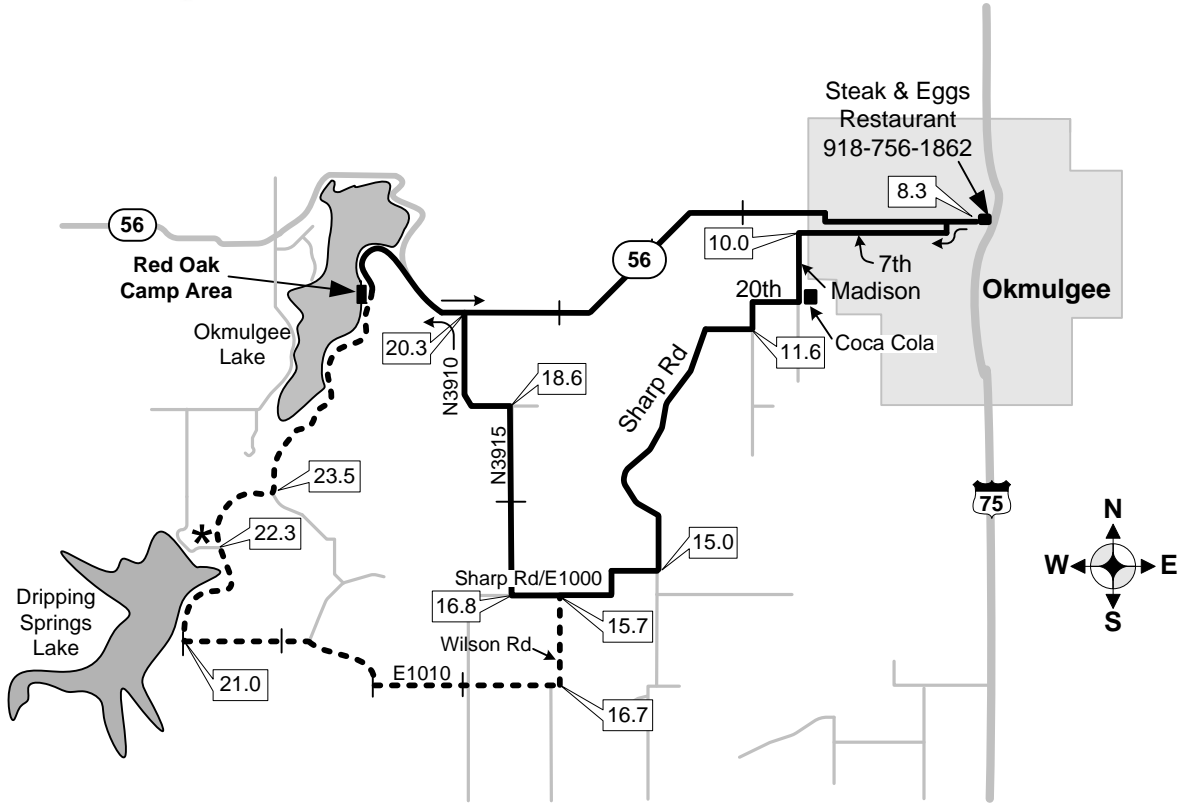 Steak & Eggs
Restaurant
918-756-1862
8.3
56
Red Oak
Camp Area
Okmulgee
Lake
56
10.0
7th
Madison
Okmulgee
20th
Coca Cola
11.6
20.3
N3910
18.6
Sharp Rd
N3915
23.5
75
*
22.3
15.0
N
W
E
S
Sharp Rd/E1000
16.8
15.7
Dripping
Springs
Lake
Wilson Rd
E1010
21.0
16.7